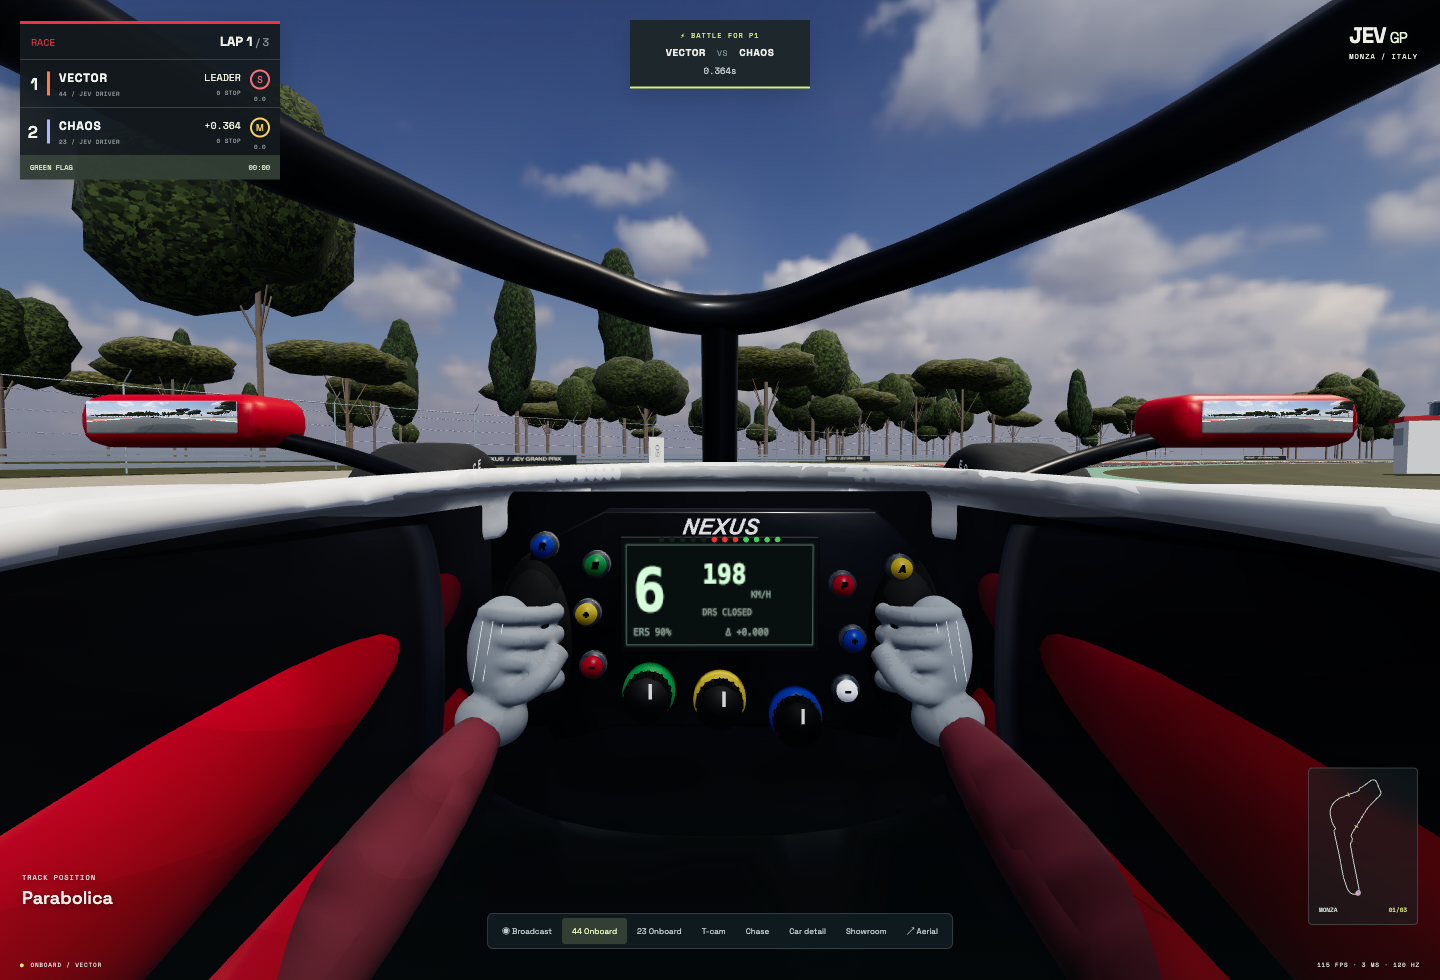 RACE
LAP 1 / 3
1 VECTOR LEADER S
44 / JEV DRIVER 0 STOP 0.0
2 CHAOS +0.364 M
23 / JEV DRIVER 0 STOP 0.0
GREEN FLAG 00:00
⚡ BATTLE FOR P1
VECTOR VS CHAOS
0.364s
JEV GP
MONZA / ITALY
XUS / JEV GRAND PRIX
NEXUS
6 198
KM/H
DRS CLOSED
ERS 90% Δ +0.000
P
A
TRACK POSITION
Parabolica
MONZA 01/03
◉ Broadcast 44 Onboard 23 Onboard T-cam Chase Car detail Showroom ↗ Aerial
ONBOARD / VECTOR
115 FPS · 3 MS · 120 HZ